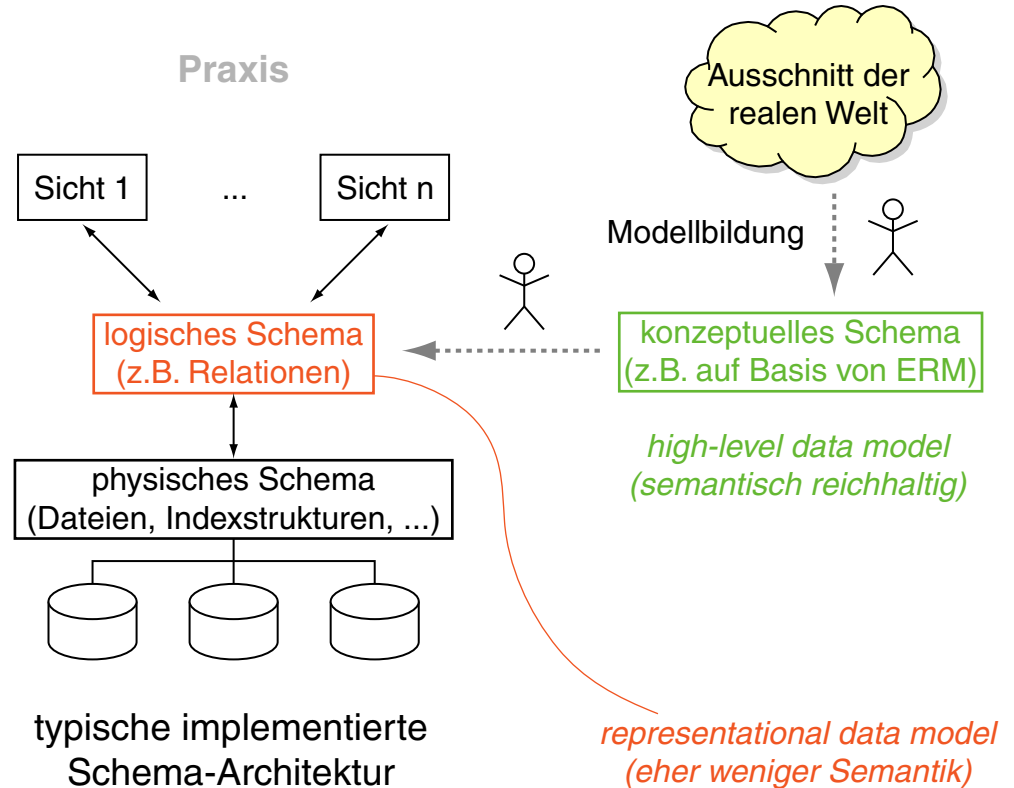 Praxis
Ausschnitt der
realen Welt
Sicht 1
...
Sicht n
Modellbildung
logisches Schema
(z.B. Relationen)
konzeptuelles Schema
(z.B. auf Basis von ERM)
high-level data model
(semantisch reichhaltig)
physisches Schema
(Dateien, Indexstrukturen, ...)
typische implementierte
Schema-Architektur
representational data model
(eher weniger Semantik)